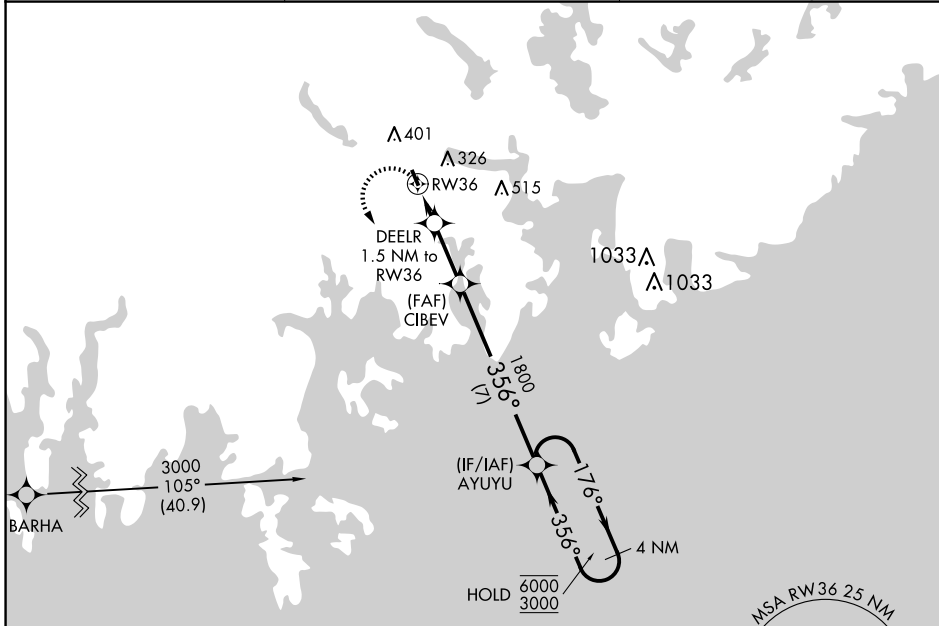 401
326
RW36
515
DEELR
1.5 NM to
RW36
1033
1033
(FAF)
CIBEV
1800
356°
(7)
(IF/IAF)
AYUYU
176°
356°
4 NM
HOLD
6000
3000
3000
105°
(40.9)
BARHA
MSA RW36 25 NM